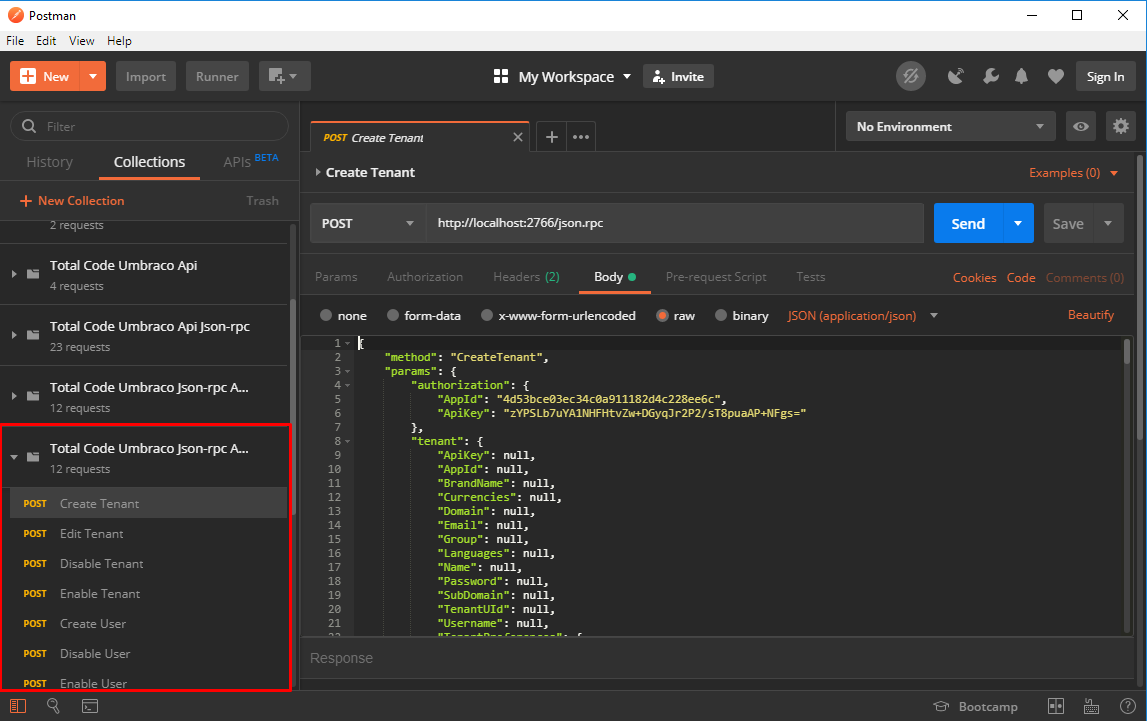 Postman
File Edit View Help
New Import Runner My Workspace Invite Sign In
Filter
History Collections APIs BETA
New Collection Trash
2 requests
Total Code Umbraco Api
4 requests
Total Code Umbraco Api Json-rpc
23 requests
Total Code Umbraco Json-rpc A...
12 requests
Total Code Umbraco Json-rpc A...
12 requests
POST Create Tenant
POST Edit Tenant
POST Disable Tenant
POST Enable Tenant
POST Create User
POST Disable User
POST Enable User
POST Create Tenant
No Environment
Create Tenant Examples (0)
POST http://localhost:2766/json.rpc Send Save
Params Authorization Headers (2) Body Pre-request Script Tests Cookies Code Comments (0)
none form-data x-www-form-urlencoded raw binary JSON (application/json) Beautify
1 {
2 "method": "CreateTenant",
3 "params": {
4 "authorization": {
5 "AppId": "4d53bce03ec34c0a911182d4c228ee6c",
6 "ApiKey": "zYPSLb7uYA1NHFHtvZw+DGyqJr2P2/sT8puaAP+NFgs="
7 },
8 "tenant": {
9 "ApiKey": null,
10 "AppId": null,
11 "BrandName": null,
12 "Currencies": null,
13 "Domain": null,
14 "Email": null,
15 "Group": null,
16 "Languages": null,
17 "Name": null,
18 "Password": null,
19 "SubDomain": null,
20 "TenantUId": null,
21 "Username": null,
22 "TenantPreferences": {
Response
Bootcamp